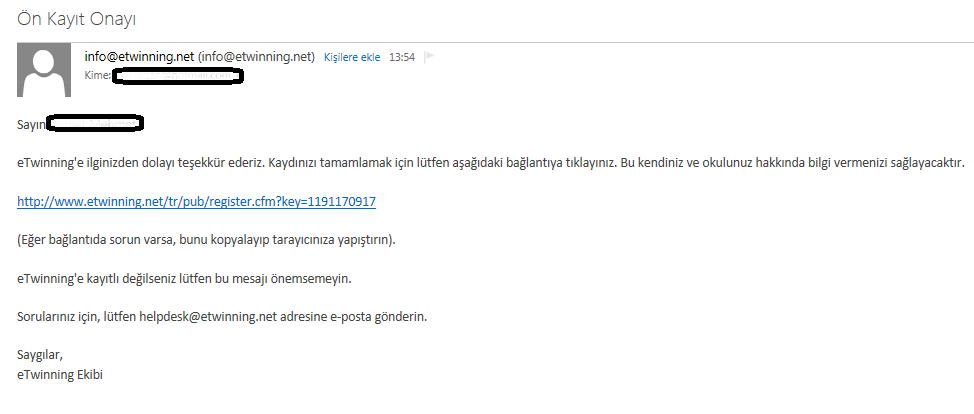 Ön Kayıt Onayı
info@etwinning.net (info@etwinning.net) Kişilere ekle 13:54
Kime:
Sayın
eTwinning'e ilginizden dolayı teşekkür ederiz. Kaydınızı tamamlamak için lütfen aşağıdaki bağlantıya tıklayınız. Bu kendiniz ve okulunuz hakkında bilgi vermenizi sağlayacaktır.
http://www.etwinning.net/tr/pub/register.cfm?key=1191170917
(Eğer bağlantıda sorun varsa, bunu kopyalayıp tarayıcınıza yapıştırın).
eTwinning'e kayıtlı değilseniz lütfen bu mesajı önemsemeyin.
Sorularınız için, lütfen helpdesk@etwinning.net adresine e-posta gönderin.
Saygılar,
eTwinning Ekibi